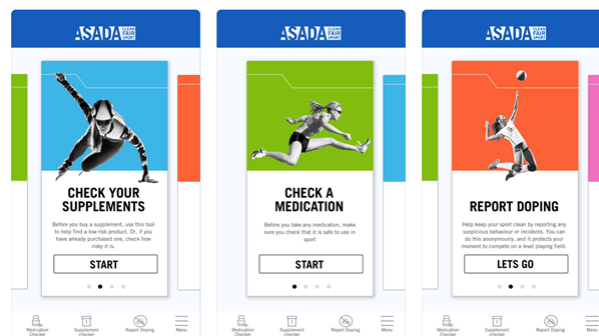 ASADA CLEAN FAIR SPORT
CHECK YOUR
SUPPLEMENTS
Before you buy a supplement, use this tool
to help find a low-risk product. Or, if you
have already purchased one, check how
risky it is.
START
Medication
Checker
Supplement
checker
Report Doping
Menu
ASADA CLEAN FAIR SPORT
CHECK A
MEDICATION
Before you take any medication, make
sure you check that it is safe to use in
sport
START
Medication
Checker
Supplement
checker
Report Doping
Menu
ASADA CLEAN FAIR SPORT
REPORT DOPING
Help keep your sport clean by reporting any
suspicious behaviour or incidents. You can
do this anonymously, and it protects your
moment to compete on a level playing field.
LETS GO
Medication
Checker
Supplement
checker
Report Doping
Menu